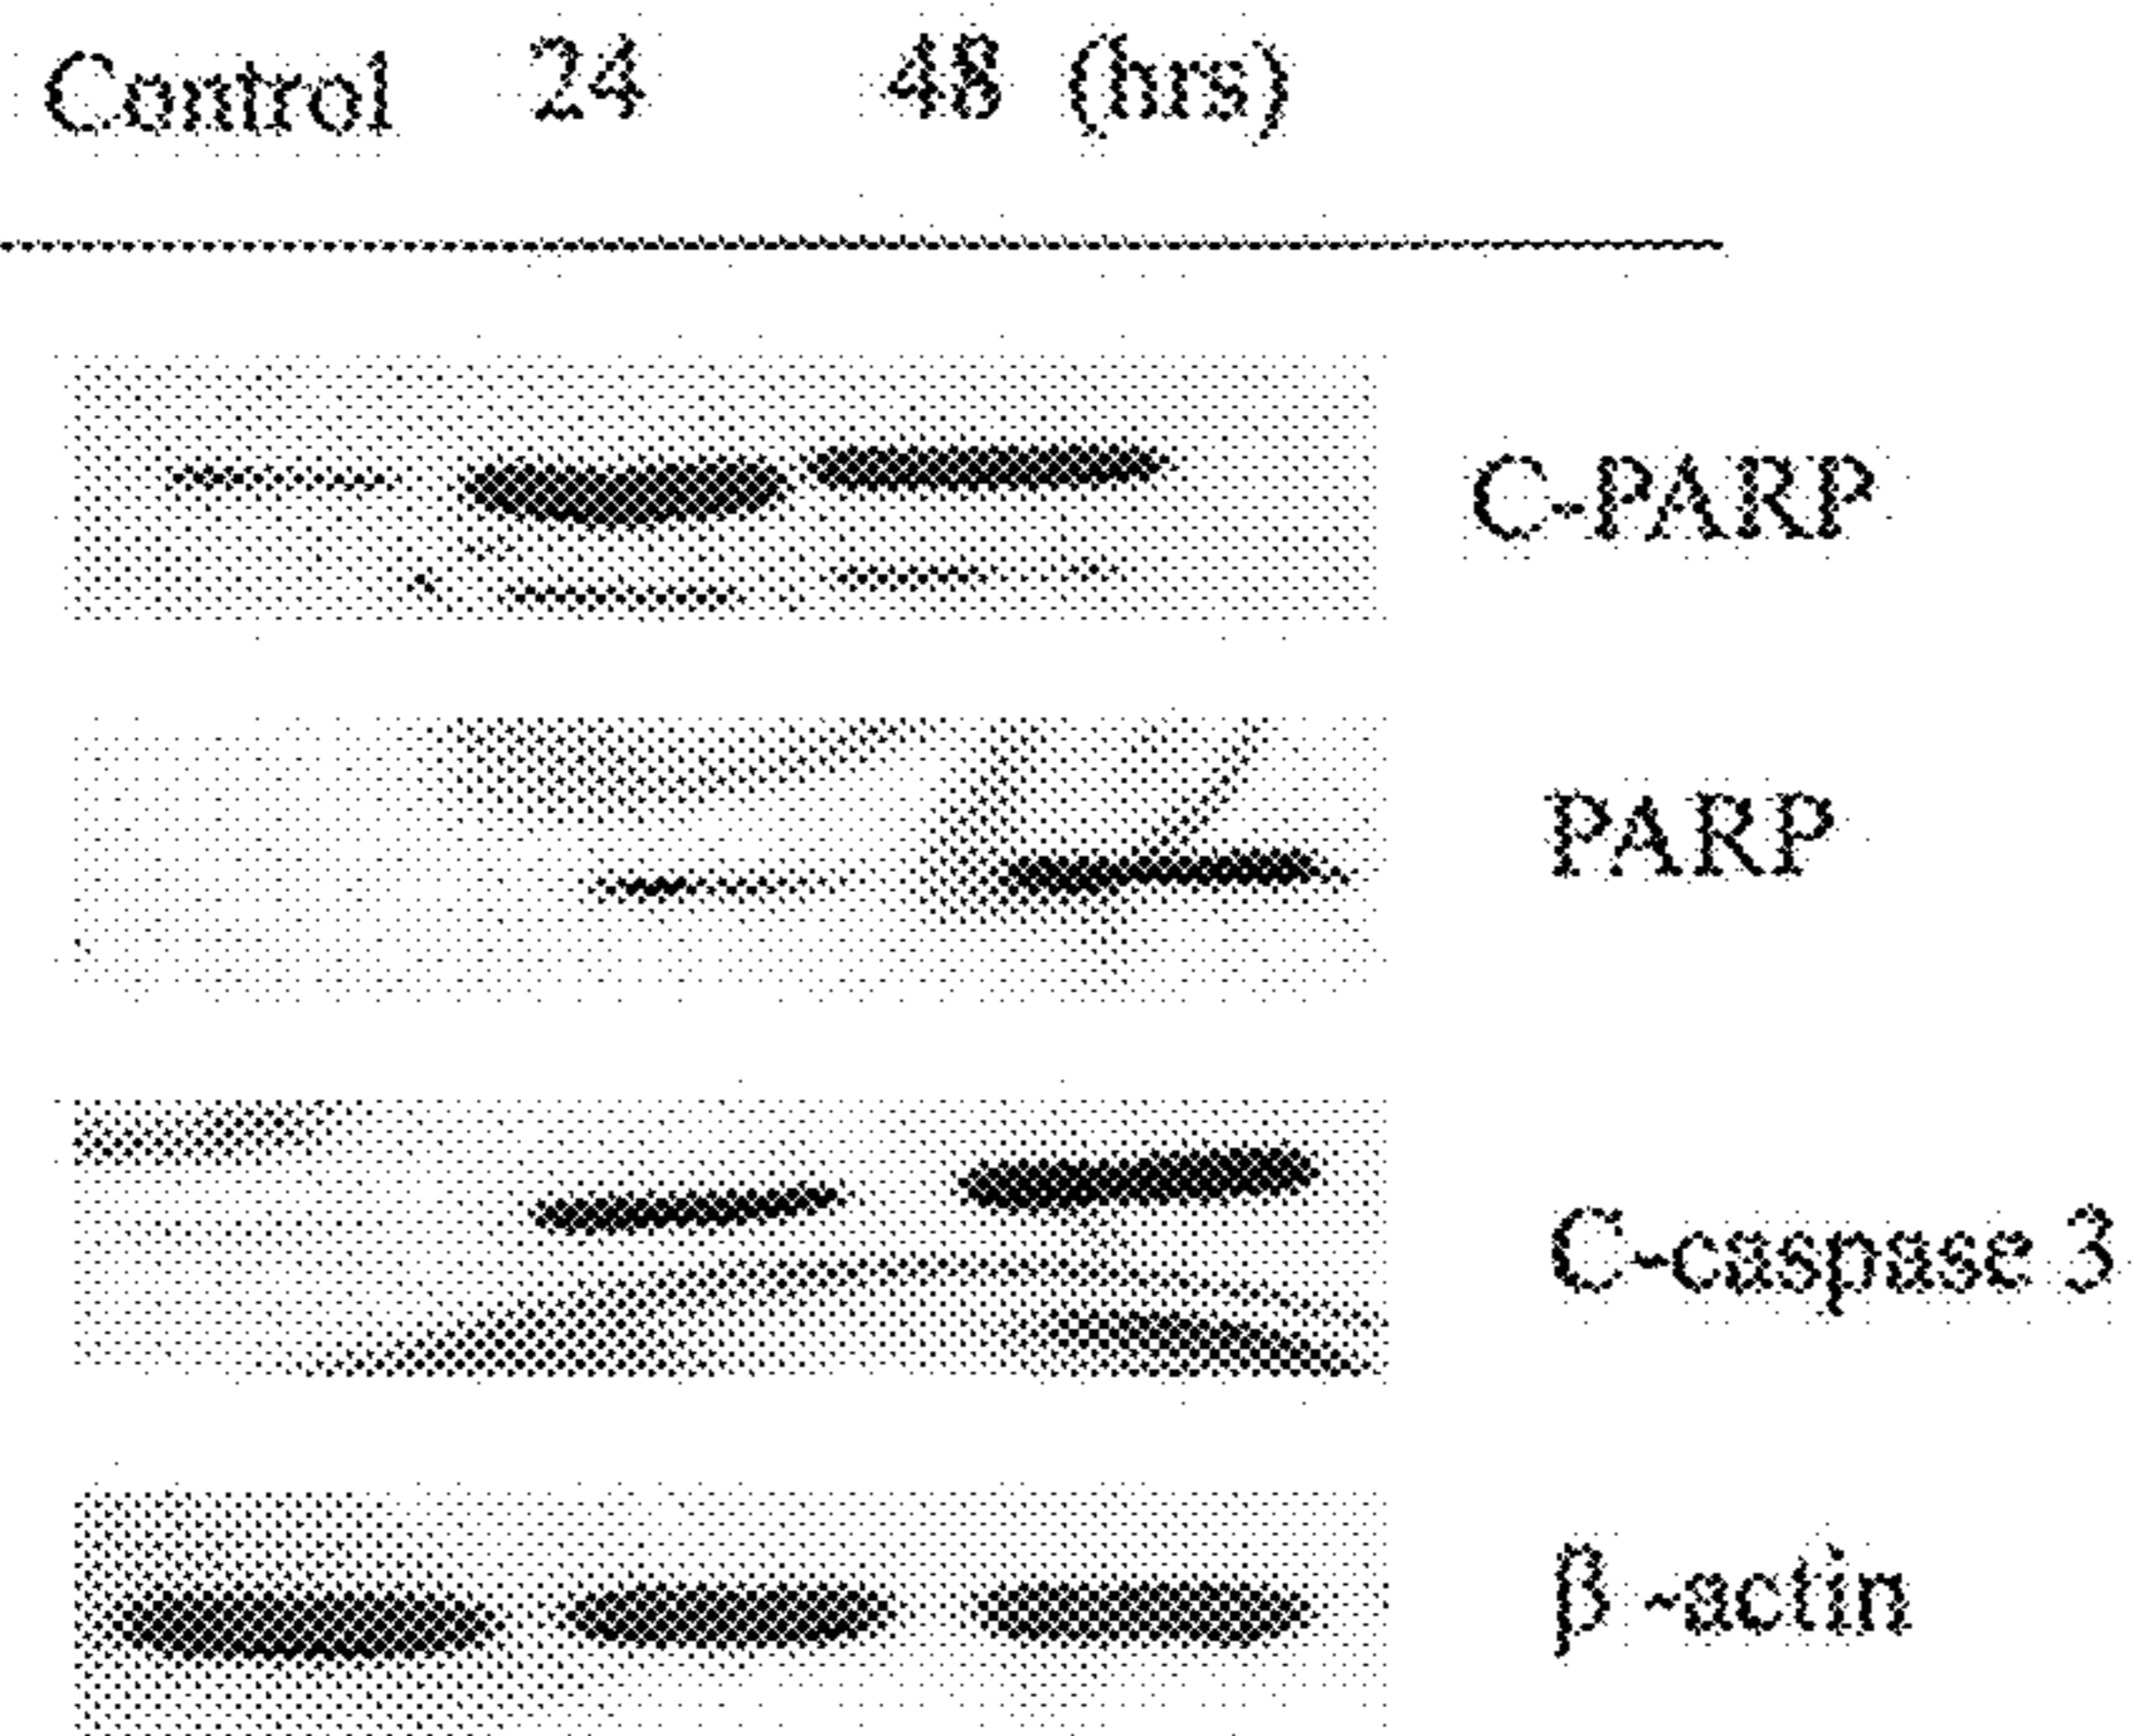 Control 24 48 (hrs)
C-PARP
PARP
C-caspase 3
β-actin